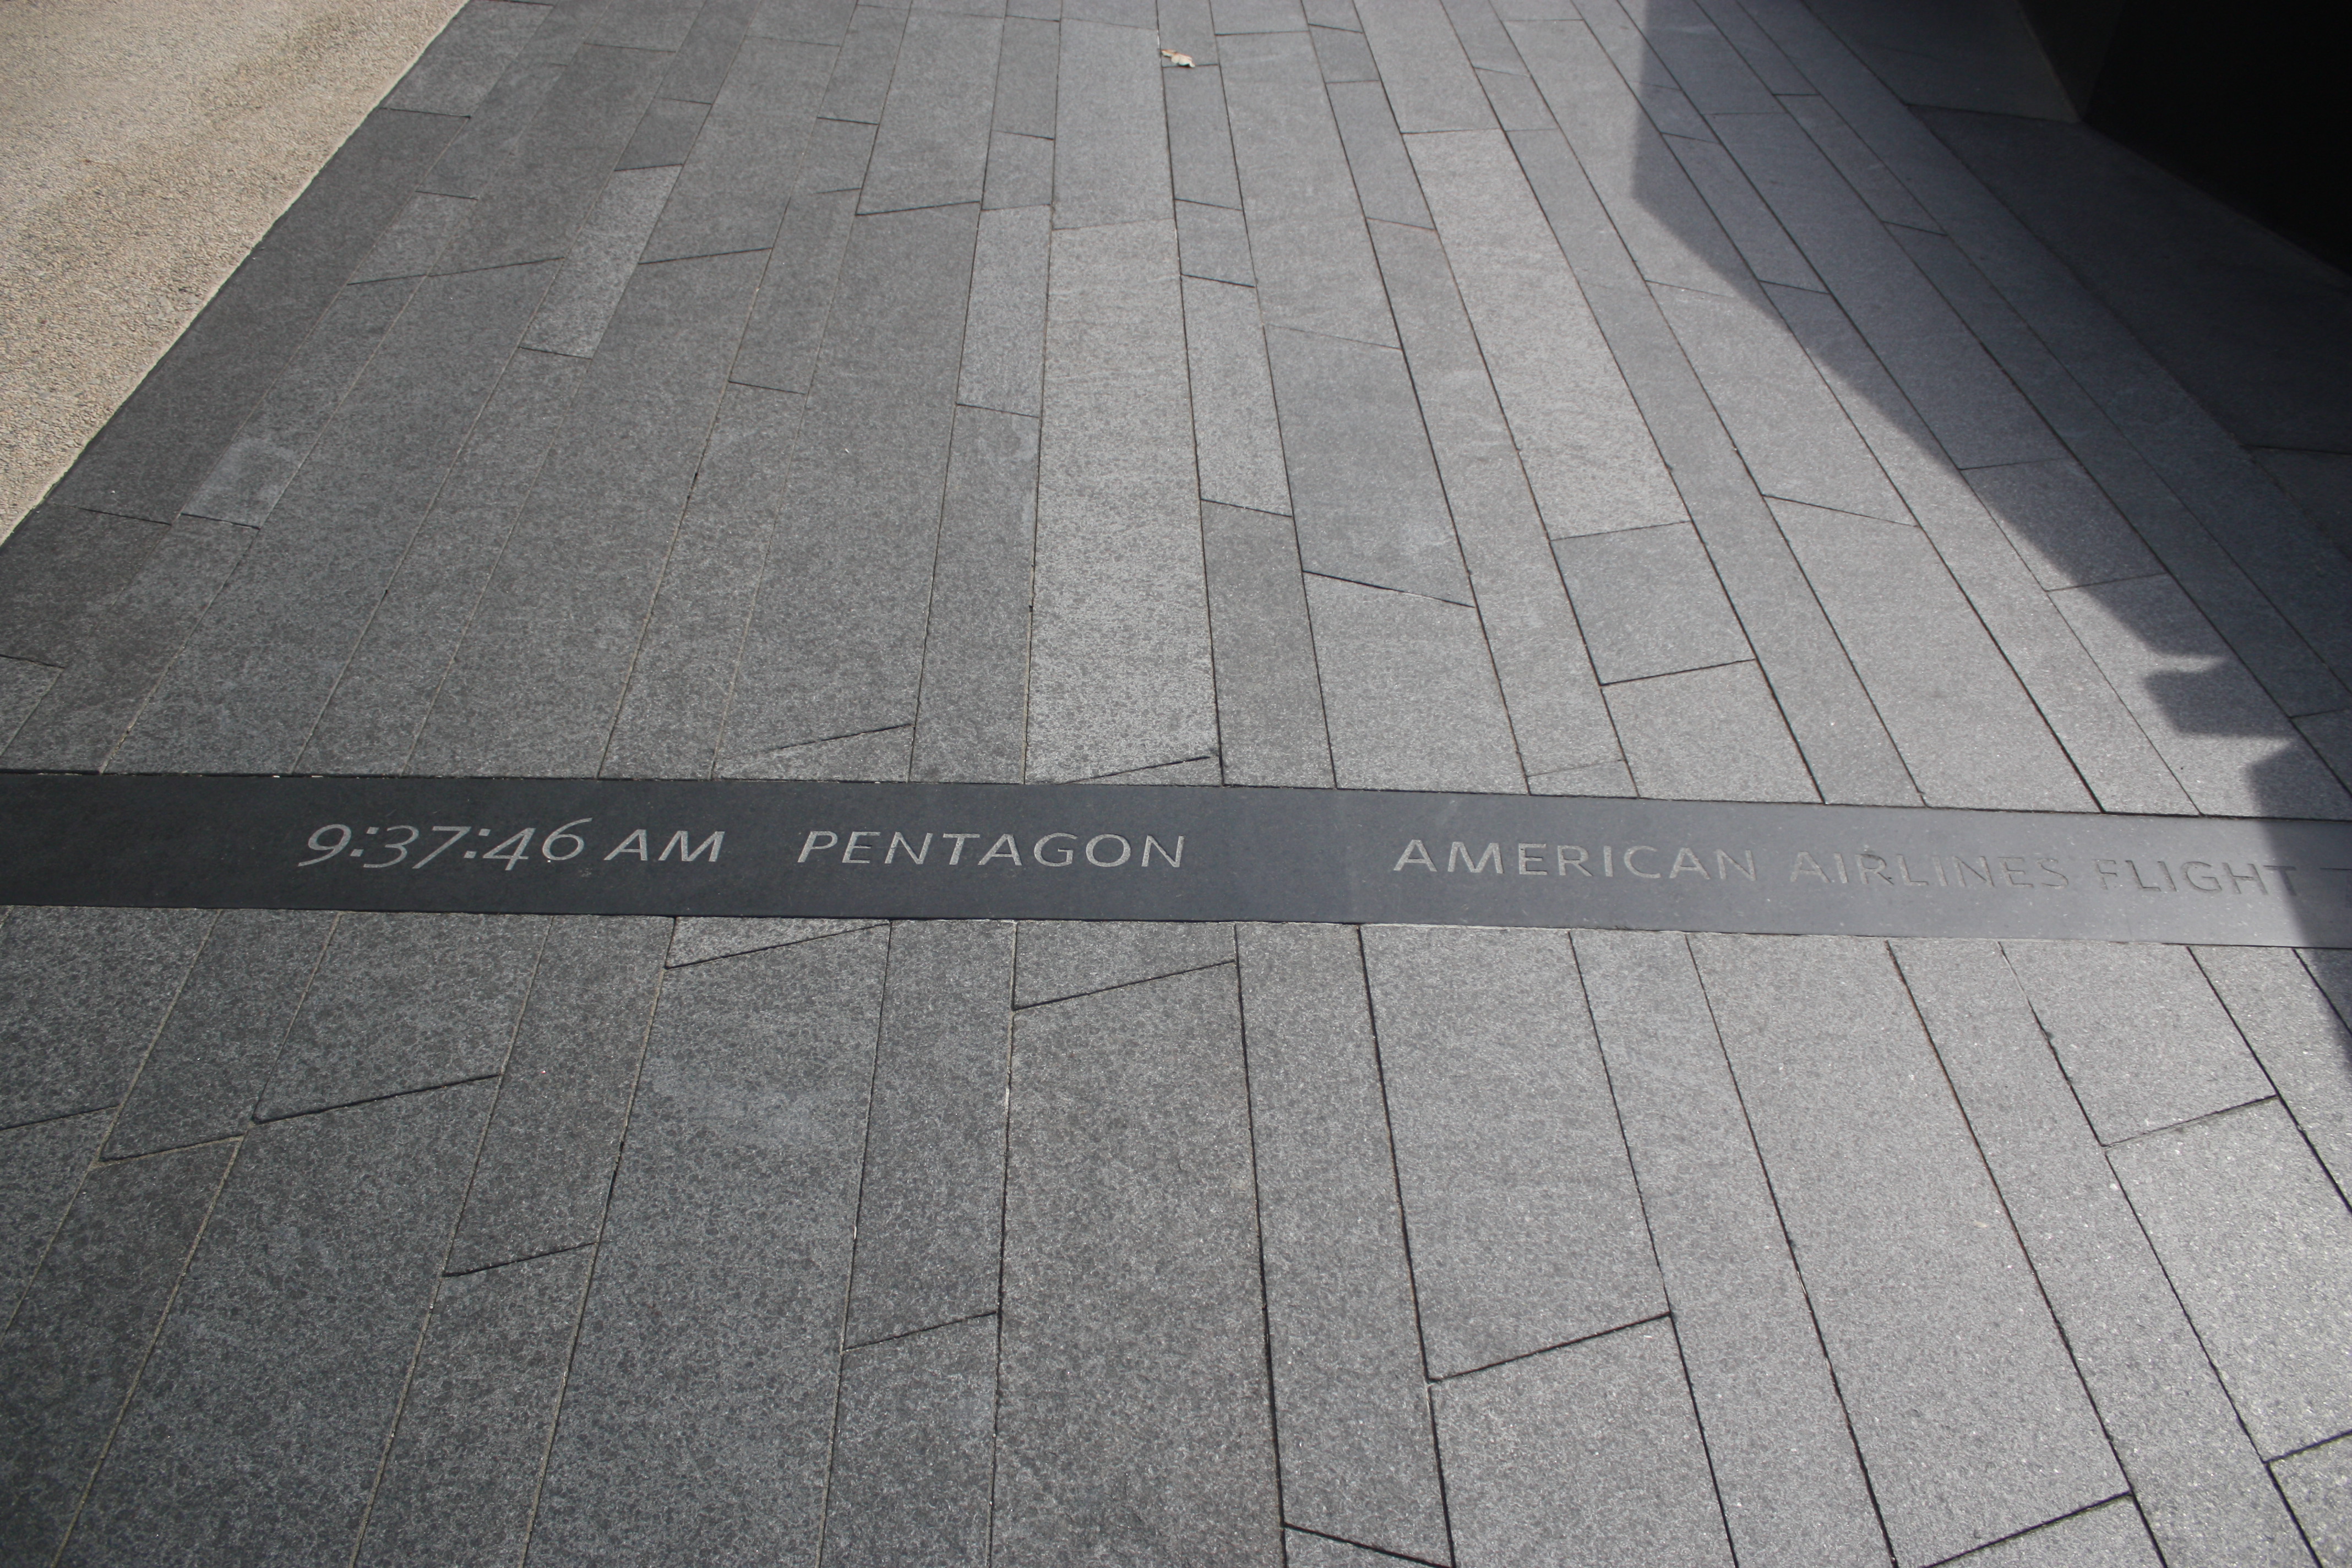 9:37:46 AM PENTAGON AMERICAN AIRLINES FLIGHT